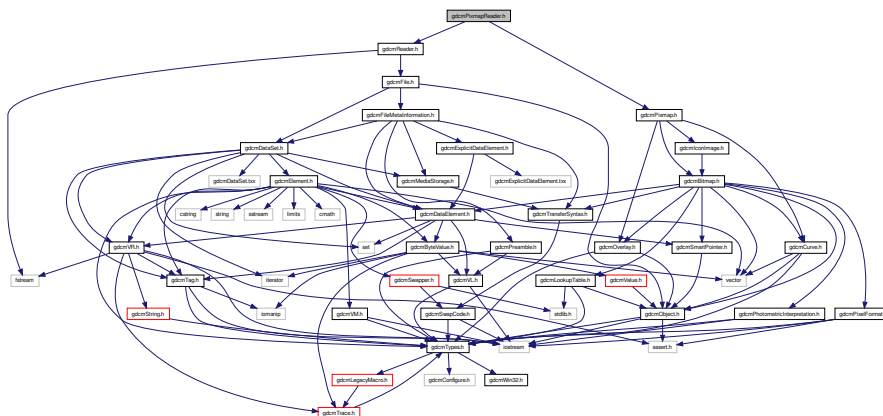 gdcmPixmapReader.h
gdcmReader.h
gdcmFile.h
gdcmFileMetaInformation.h
gdcmPixmap.h
gdcmDataSet.h
gdcmExplicitDataElement.h
gdcmIconImage.h
gdcmDataSet.txx
gdcmElement.h
gdcmMediaStorage.h
gdcmExplicitDataElement.txx
gdcmBitmap.h
cstring
string
sstream
limits
cmath
gdcmDataElement.h
gdcmTransferSyntax.h
gdcmVR.h
set
gdcmByteValue.h
gdcmPreamble.h
gdcmOverlay.h
gdcmSmartPointer.h
gdcmCurve.h
fstream
gdcmTag.h
iterator
gdcmSwapper.h
gdcmVL.h
gdcmLookupTable.h
gdcmValue.h
vector
gdcmString.h
iomanip
gdcmVM.h
gdcmSwapCode.h
stdlib.h
gdcmObject.h
gdcmPhotometricInterpretation.h
gdcmPixelFormat
gdcmTypes.h
iostream
assert.h
gdcmLegacyMacro.h
gdcmConfigure.h
gdcmWin32.h
gdcmTrace.h